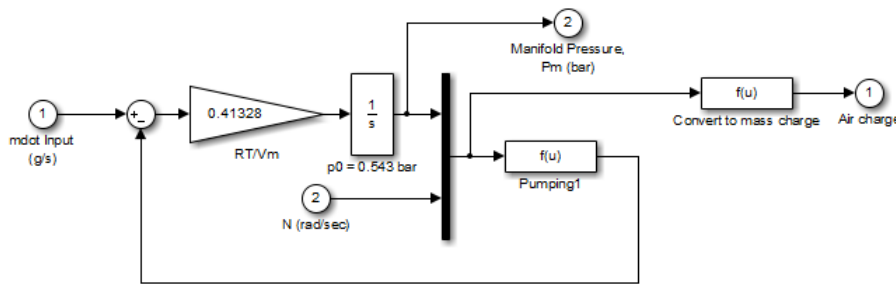 2
Manifold Pressure,
Pm (bar)
1
mdot Input
(g/s)
+
−
0.41328
RT/Vm
1
s
p0 = 0.543 bar
2
N (rad/sec)
f(u)
Pumping1
f(u)
Convert to mass charge
1
Air charge